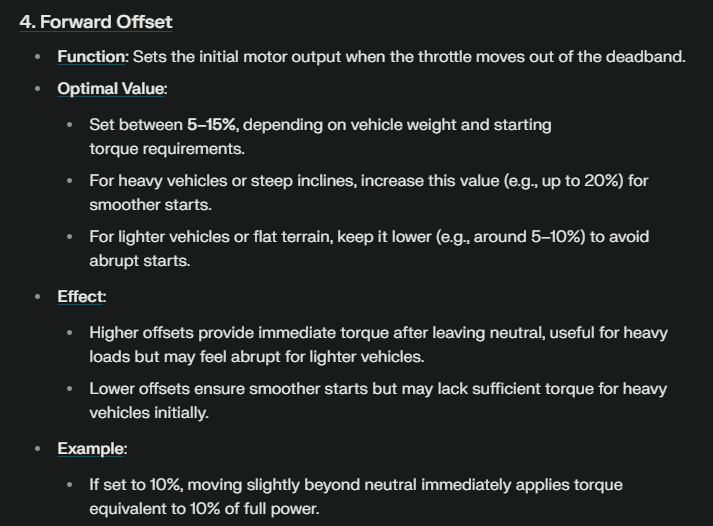 4. Forward Offset
• Function: Sets the initial motor output when the throttle moves out of the deadband.
• Optimal Value:
• Set between 5–15%, depending on vehicle weight and starting
torque requirements.
• For heavy vehicles or steep inclines, increase this value (e.g., up to 20%) for
smoother starts.
• For lighter vehicles or flat terrain, keep it lower (e.g., around 5–10%) to avoid
abrupt starts.
• Effect:
• Higher offsets provide immediate torque after leaving neutral, useful for heavy
loads but may feel abrupt for lighter vehicles.
• Lower offsets ensure smoother starts but may lack sufficient torque for heavy
vehicles initially.
• Example:
• If set to 10%, moving slightly beyond neutral immediately applies torque
equivalent to 10% of full power.